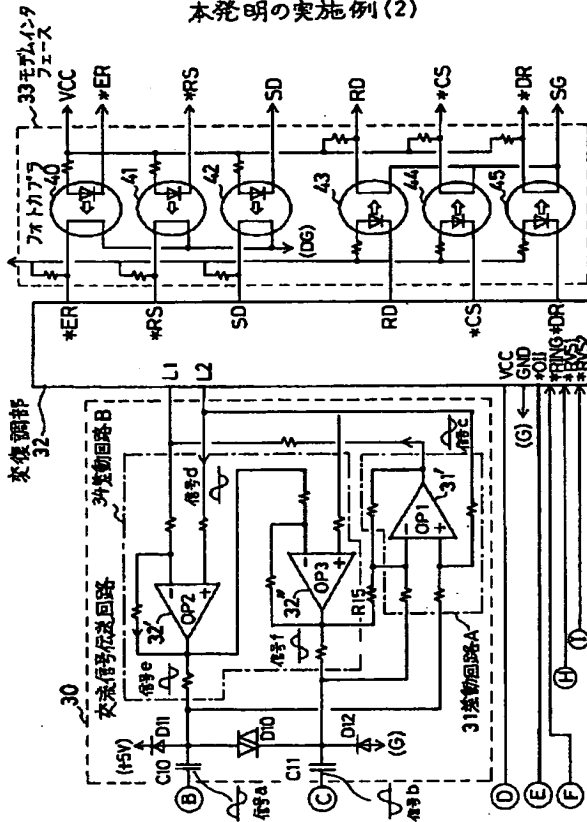 本発明の実施例(2)
33モデムインタ
フェース
フォトカプラ
VCC
*ER
*RS
SD
RD
*CS
*DR
SG
40
41
42
43
44
45
(DG)
*ER
*RS
SD
RD
*CS
*DR
変復調部
32
L1
L2
VCC
GND
(G)
*OH
*RING
*RVS1
30
交流信号伝送回路
34差動回路B
信号d
信号c
32'
OP2
信号e
32"
OP3
信号f
R15
OP1
31'
31差動回路A
(+5V)
D11
D10
D12
(G)
C10
C11
信号a
信号b
B
C
D
E
F
H
I